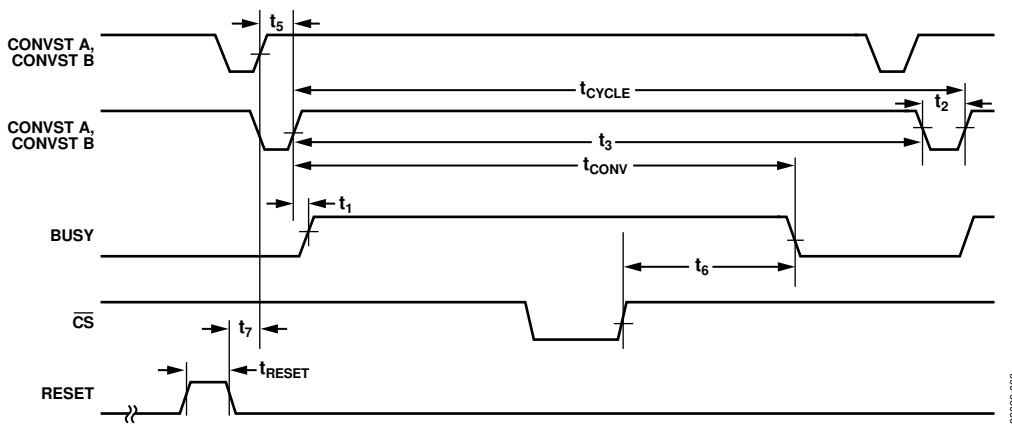 t5
CONVST A,
CONVST B
tCYCLE
t2
CONVST A,
CONVST B
t3
tCONV
t1
BUSY
t6
CS
t7
tRESET
RESET